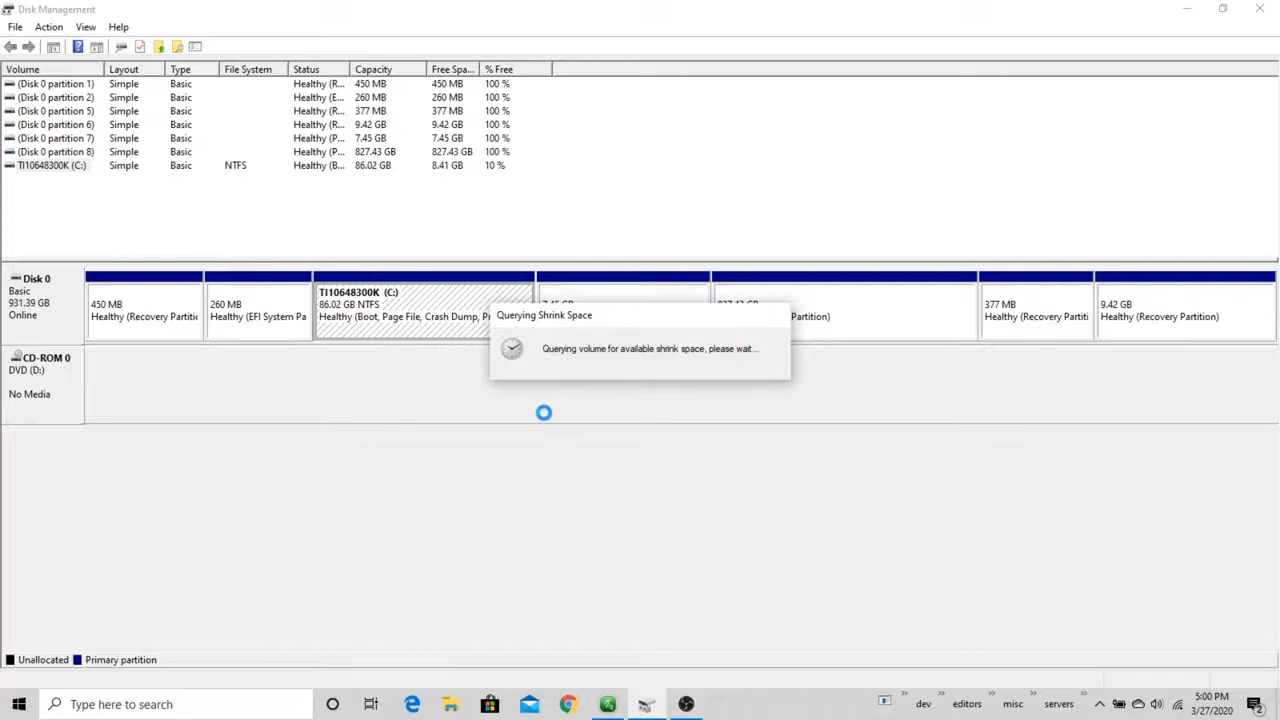 Disk Management
File Action View Help
Volume Layout Type File System Status Capacity Free Spa... % Free
(Disk 0 partition 1) Simple Basic Healthy (R... 450 MB 450 MB 100 %
(Disk 0 partition 2) Simple Basic Healthy (E... 260 MB 260 MB 100 %
(Disk 0 partition 5) Simple Basic Healthy (R... 377 MB 377 MB 100 %
(Disk 0 partition 6) Simple Basic Healthy (R... 9.42 GB 9.42 GB 100 %
(Disk 0 partition 7) Simple Basic Healthy (P... 7.45 GB 7.45 GB 100 %
(Disk 0 partition 8) Simple Basic Healthy (P... 827.43 GB 827.43 GB 100 %
TI10648300K (C:) Simple Basic NTFS Healthy (B... 86.02 GB 8.41 GB 10 %
Disk 0
Basic
931.39 GB
Online
450 MB
Healthy (Recovery Partitic
260 MB
Healthy (EFI System Pa
TI10648300K (C:)
86.02 GB NTFS
Healthy (Boot, Page File, Crash Dump, P
Partition)
377 MB
Healthy (Recovery Partiti
9.42 GB
Healthy (Recovery Partition)
Querying Shrink Space
Querying volume for available shrink space, please wait...
CD-ROM 0
DVD (D:)
No Media
Unallocated Primary partition
Type here to search
dev editors misc servers
5:00 PM
3/27/2020
2